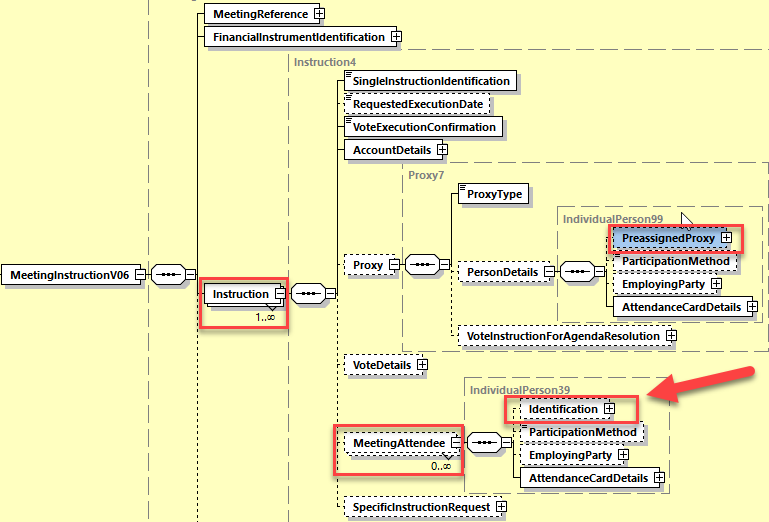 MeetingReference
FinancialInstrumentIdentification
Instruction4
SingleInstructionIdentification
RequestedExecutionDate
VoteExecutionConfirmation
AccountDetails
Proxy7
ProxyType
IndividualPerson99
PreassignedProxy
ParticipationMethod
MeetingInstructionV06
Proxy
PersonDetails
EmployingParty
Instruction
AttendanceCardDetails
1..∞
VoteInstructionForAgendaResolution
VoteDetails
IndividualPerson39
Identification
ParticipationMethod
MeetingAttendee
EmployingParty
0..∞
AttendanceCardDetails
SpecificInstructionRequest